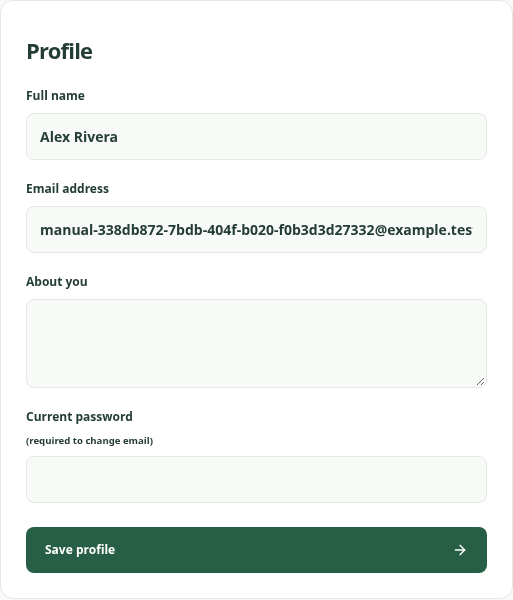 Profile
Full name
Alex Rivera
Email address
manual-338db872-7bdb-404f-b020-f0b3d3d27332@example.tes
About you
Current password
(required to change email)
Save profile